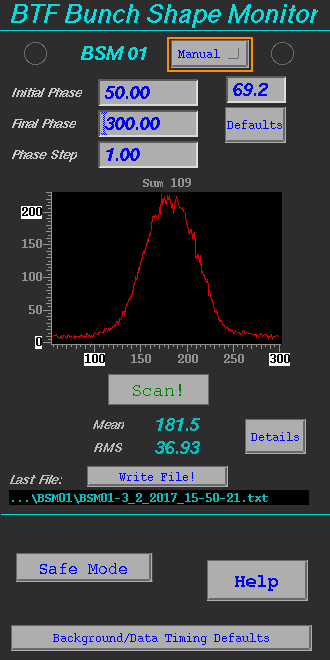 BTF Bunch Shape Monitor
BSM 01 Manual
Initial Phase 50.00 69.2
Final Phase 300.00 Defaults
Phase Step 1.00
Sum 109
200
150
100
50
0
100 150 200 250 300
Scan!
Mean 181.5
RMS 36.93 Details
Last File: Write File!
...\BSM01\BSM01-3_2_2017_15-50-21.txt
Safe Mode
Help
Background/Data Timing Defaults